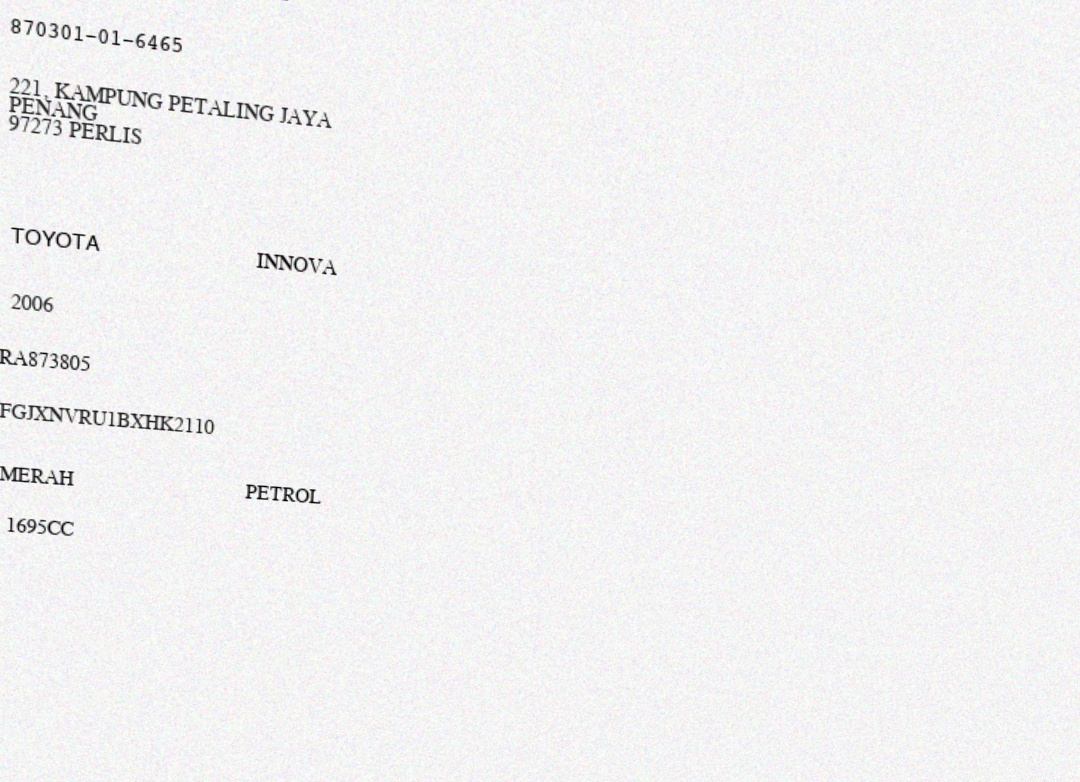 870301-01-6465
221, KAMPUNG PETALING JAYA
PENANG
97273 PERLIS
TOYOTA INNOVA
2006
RA873805
FGJXNVRU1BXHK2110
MERAH PETROL
1695CC